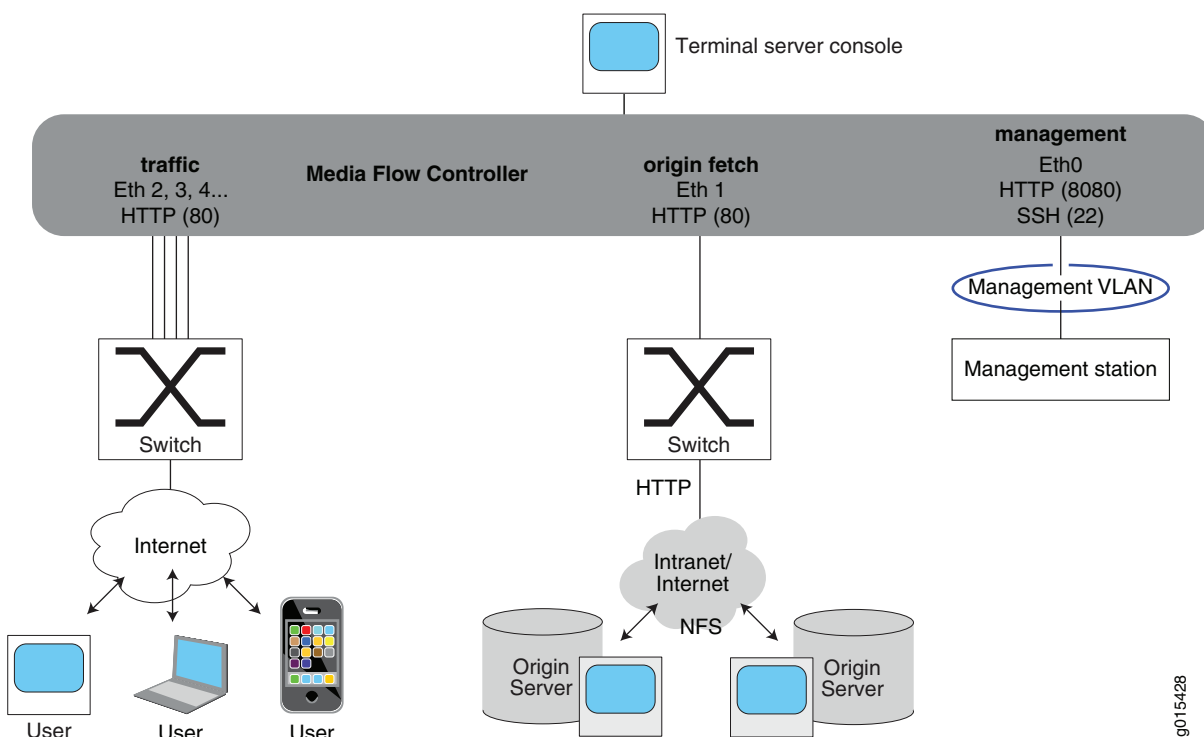 Terminal server console
management
traffic
Media Flow Controller
origin fetch
Eth0
Eth 2, 3, 4...
Eth 1
HTTP (8080)
HTTP (80)
HTTP (80)
SSH (22)
Management VLAN
Management station
Switch
Switch
HTTP
Internet
Intranet/
Internet
NFS
Origin
Server
Origin
Server
User
User
User
g015428